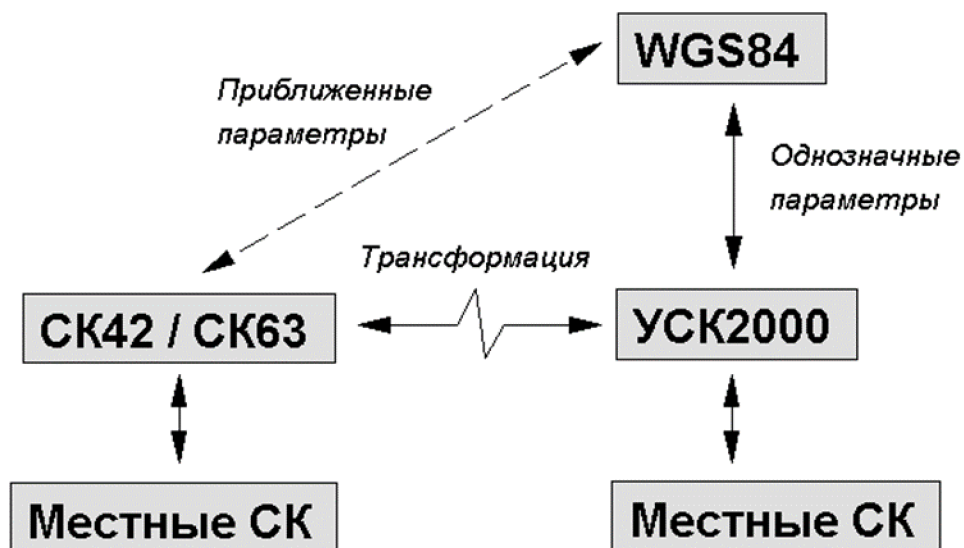 WGS84
Приближенные
параметры
Однозначные
параметры
Трансформация
СК42 / СК63
УСК2000
Местные СК
Местные СК